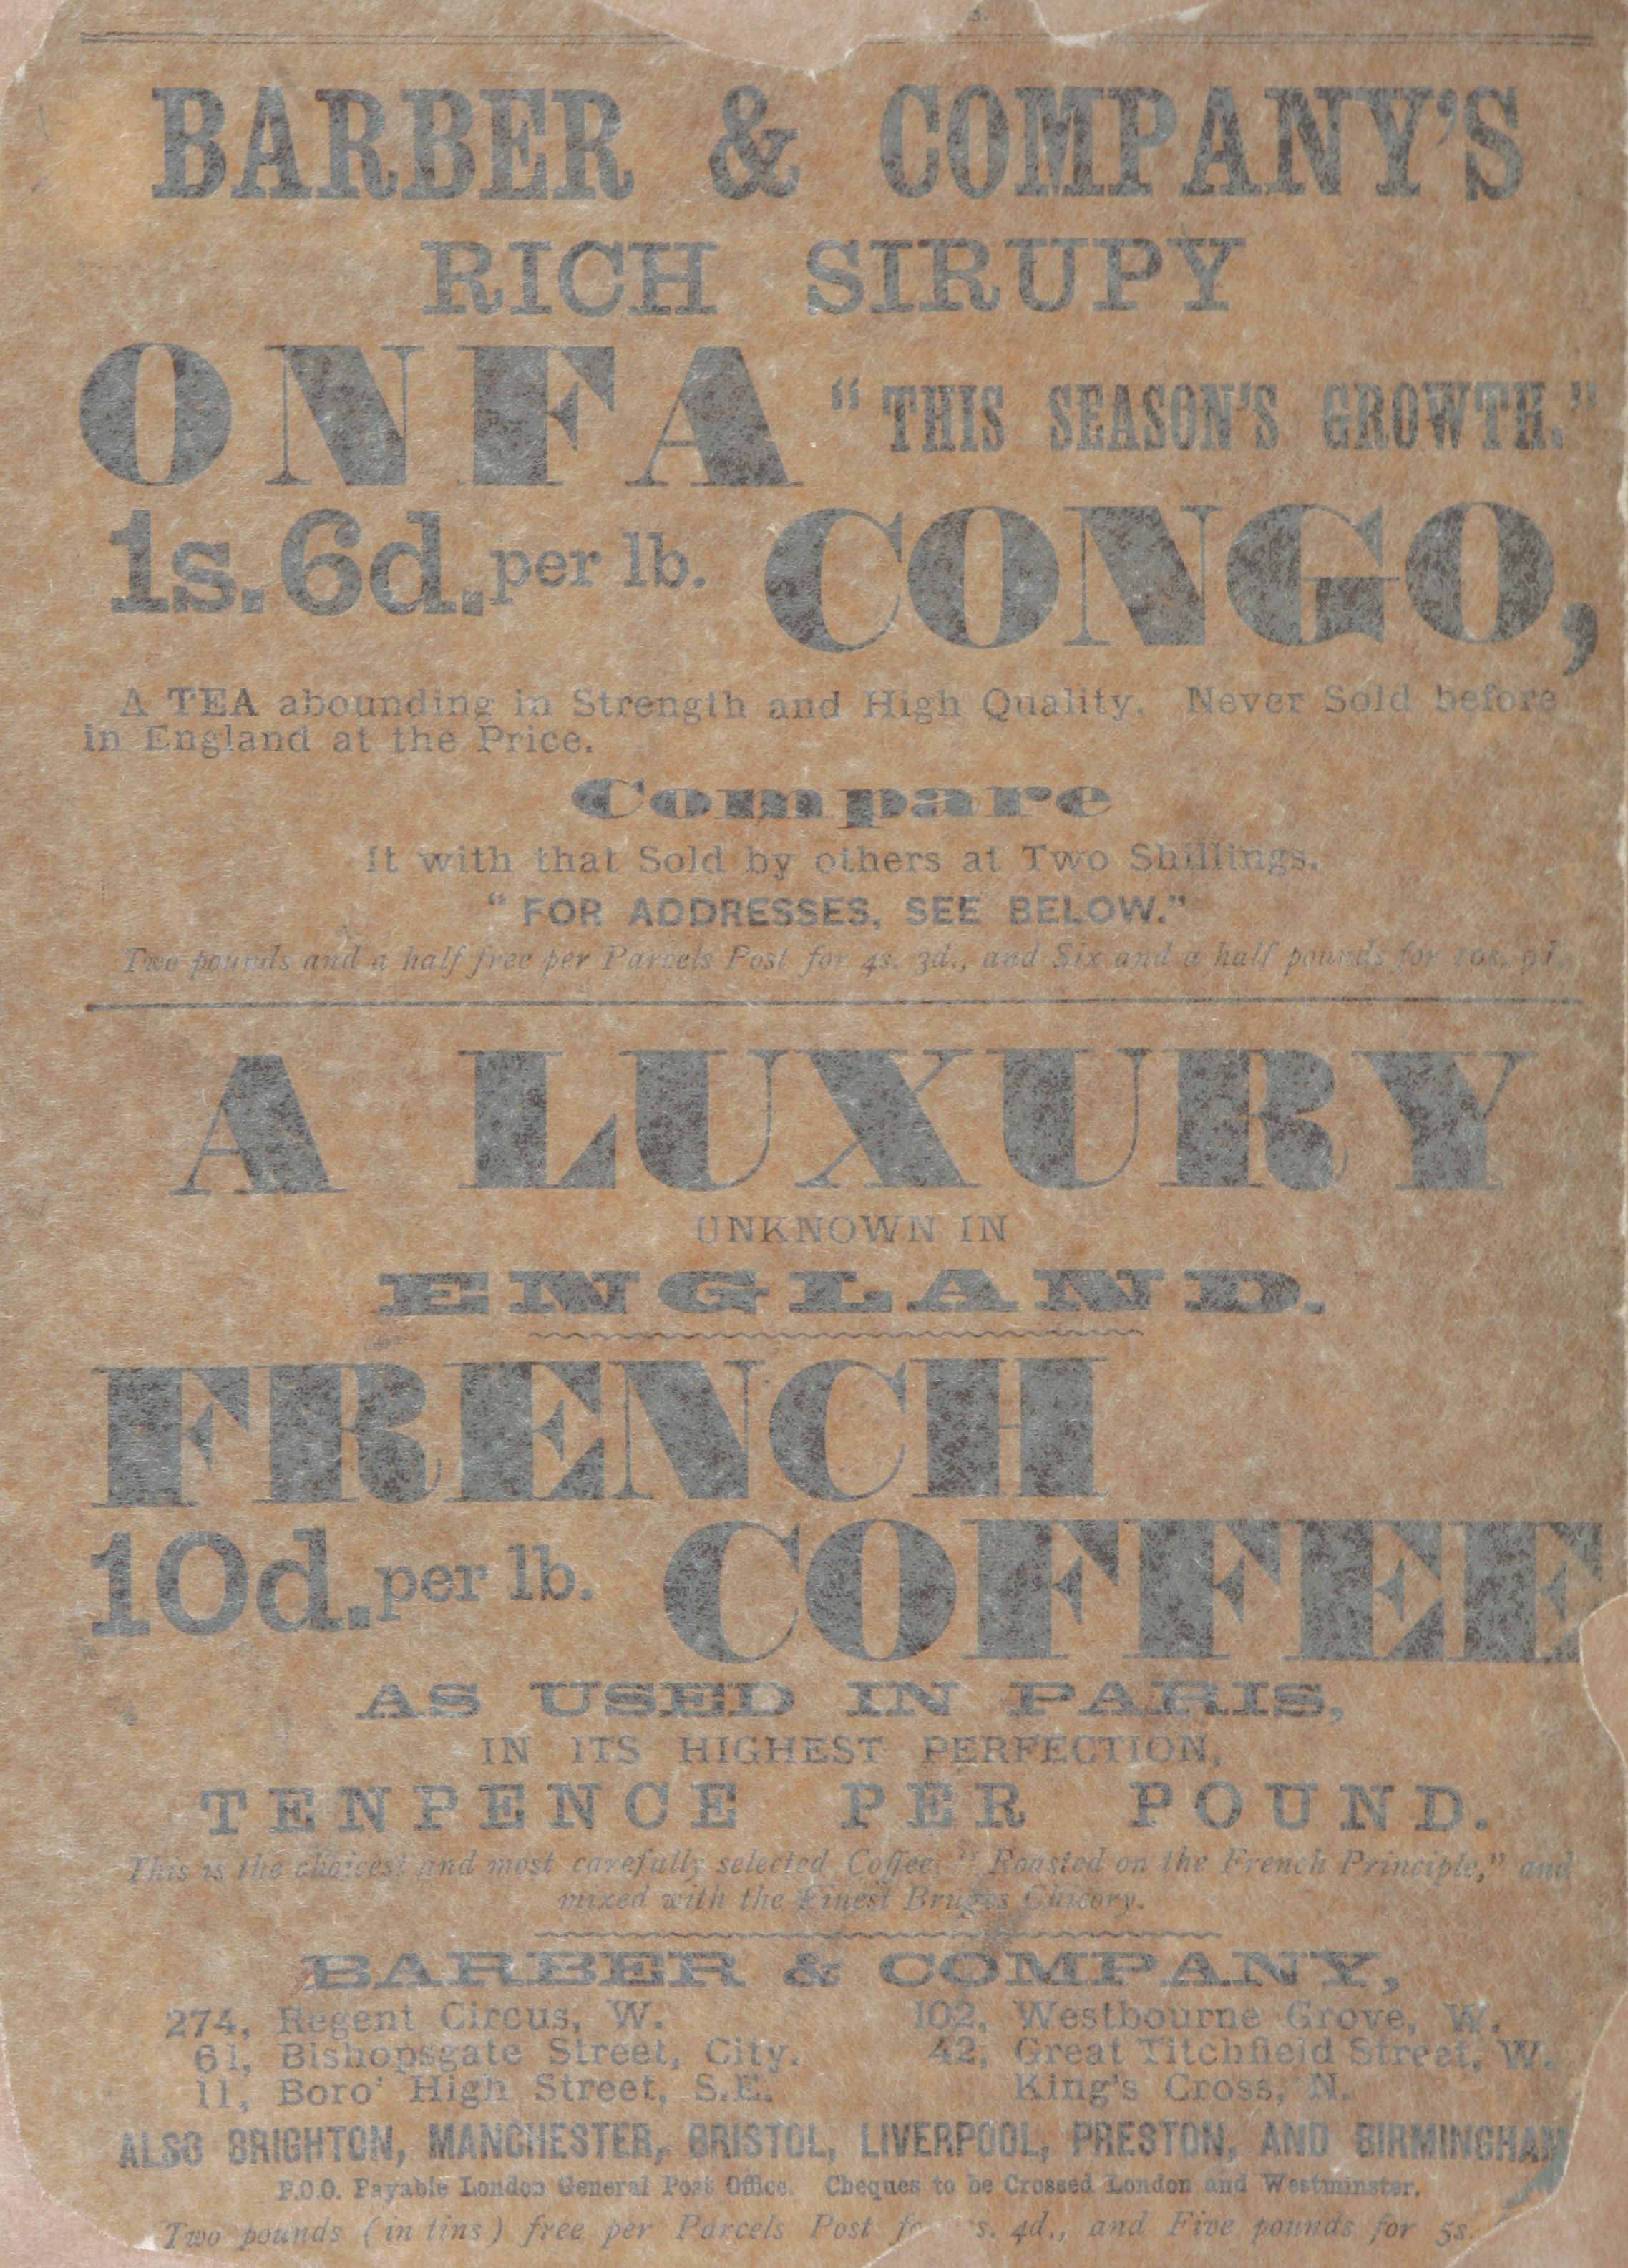 BARBER & COMPANY'S
RICH SIRUPY
ONFA "THIS SEASON'S GROWTH."
1s. 6d. per lb. CONGO,
A TEA abounding in Strength and High Quality. Never Sold before
in England at the Price.
Compare
It with that Sold by others at Two Shillings.
"FOR ADDRESSES, SEE BELOW."
Two pounds and a half free per Parcels Post for 4s. 3d., and Six and a half pounds for 10s. 9d.
A LUXURY
UNKNOWN IN
ENGLAND.
FRENCH
10d. per lb. COFFEE
AS USED IN PARIS,
IN ITS HIGHEST PERFECTION,
TENPENCE PER POUND.
This is the choicest and most carefully selected Coffee, "Roasted on the French Principle," and
mixed with the Finest Bruges Chicory.
BARBER & COMPANY,
274, Regent Circus, W. 102, Westbourne Grove, W.
61, Bishopsgate Street, City. 42, Great Titchfield Street, W.
11, Boro' High Street, S.E. King's Cross, N.
ALSO BRIGHTON, MANCHESTER, BRISTOL, LIVERPOOL, PRESTON, AND BIRMINGHAM
P.O.O. Payable London General Post Office. Cheques to be Crossed London and Westminster.
Two pounds (in tins) free per Parcels Post s. 4d., and Five pounds for 5s.